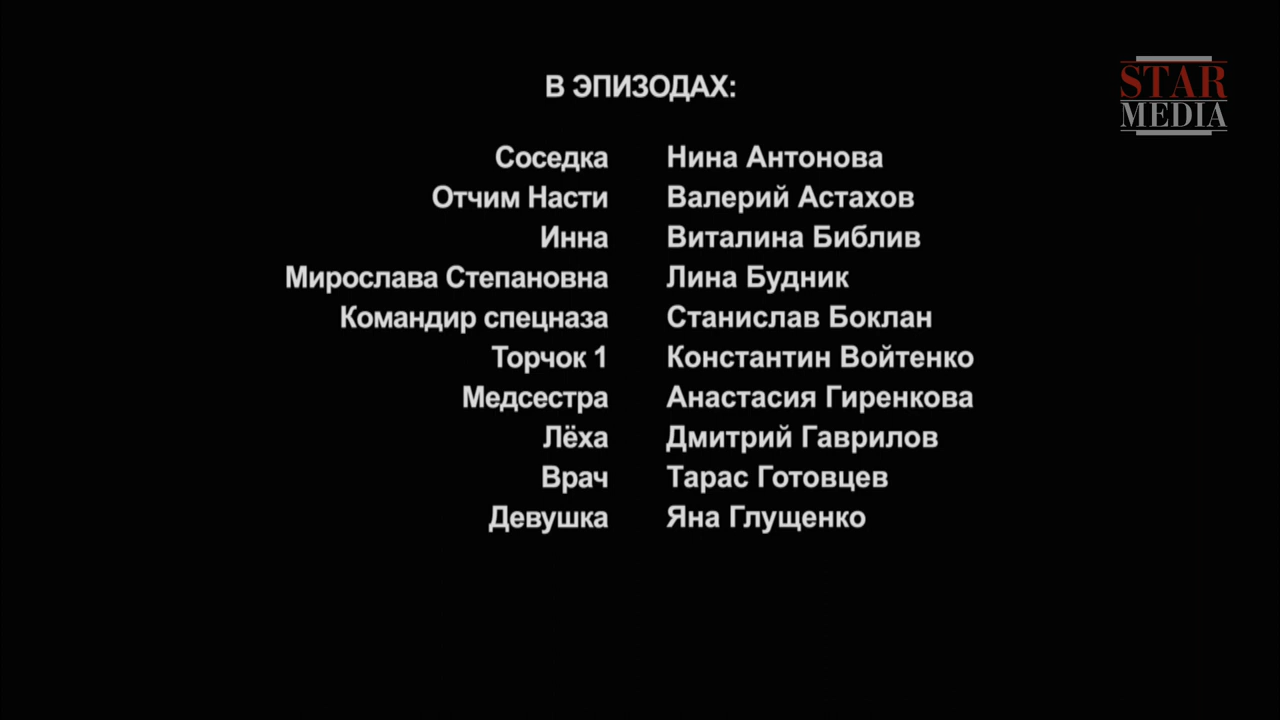 В ЭПИЗОДАХ:
STAR
MEDIA
Соседка Нина Антонова
Отчим Насти Валерий Астахов
Инна Виталина Библив
Мирослава Степановна Лина Будник
Командир спецназа Станислав Боклан
Торчок 1 Константин Войтенко
Медсестра Анастасия Гиренкова
Лёха Дмитрий Гаврилов
Врач Тарас Готовцев
Девушка Яна Глущенко